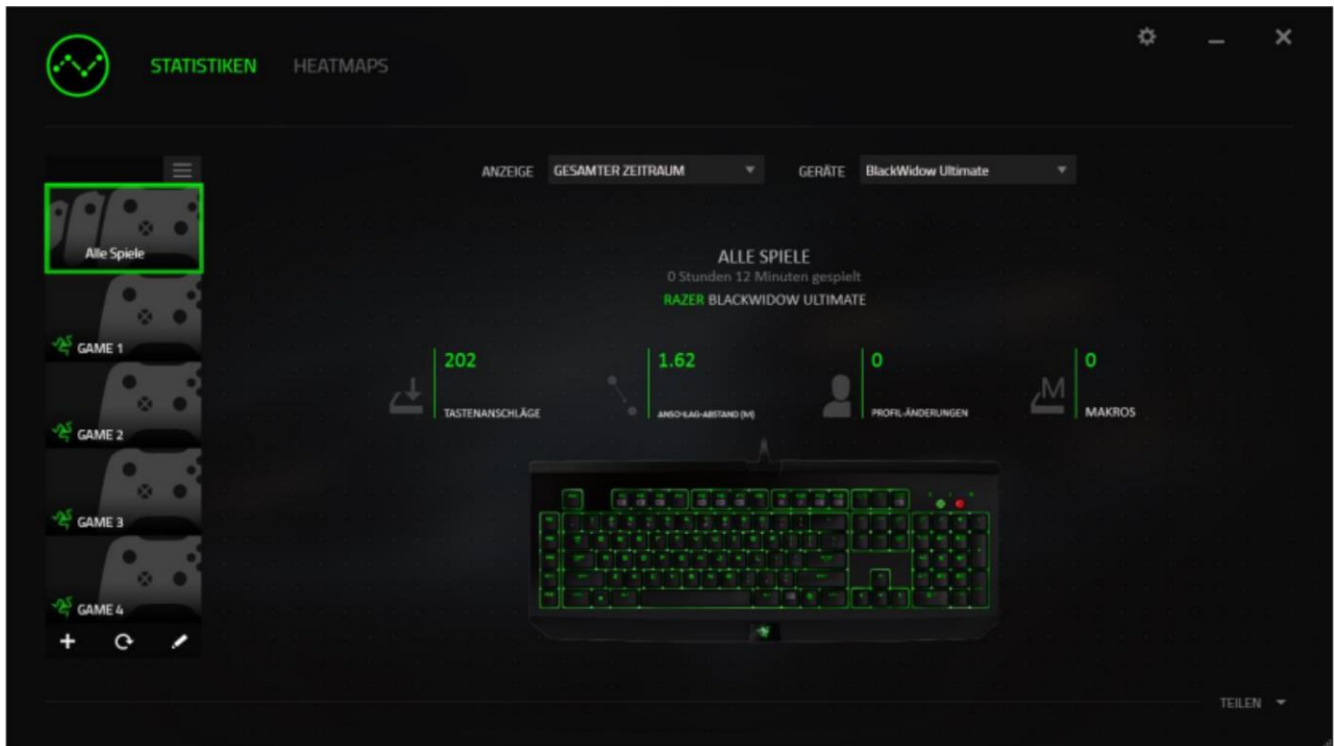 STATISTIKEN HEATMAPS
ANZEIGE GESAMTER ZEITRAUM GERÄTE BlackWidow Ultimate
Alle Spiele
GAME 1
GAME 2
GAME 3
GAME 4
ALLE SPIELE
0 Stunden 12 Minuten gespielt
RAZER BLACKWIDOW ULTIMATE
202 1.62 0 0
TASTENANSCHLÄGE ANSCHLAG-ABSTAND (M) PROFIL-ÄNDERUNGEN M MAKROS
TEILEN